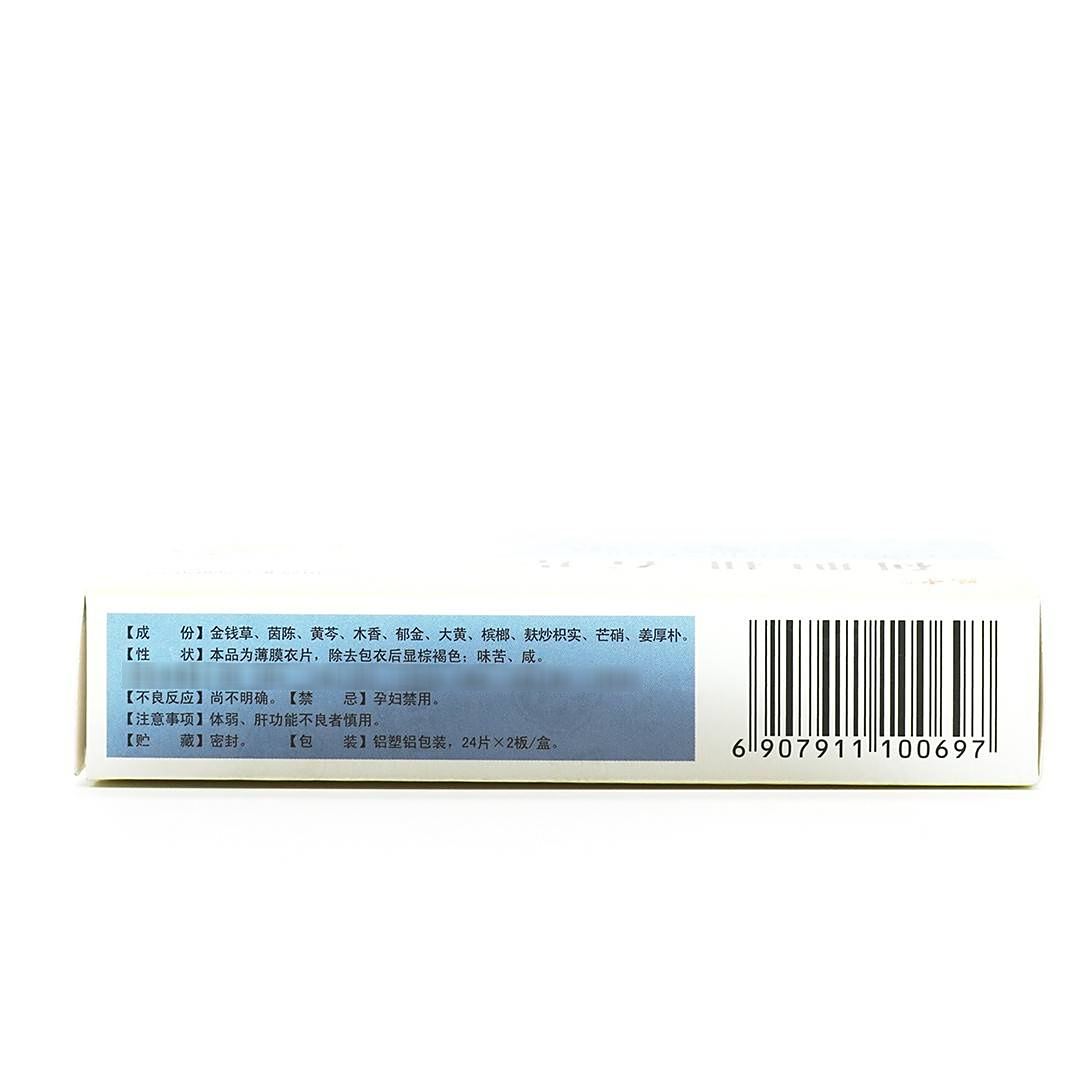 【成 份】金钱草、茵陈、黄芩、木香、郁金、大黄、槟榔、麸炒枳实、芒硝、姜厚朴。
【性 状】本品为薄膜衣片，除去包衣后显棕褐色；味苦、咸。
【不良反应】尚不明确。【禁 忌】孕妇禁用。
【注意事项】体弱、肝功能不良者慎用。
【贮 藏】密封。 【包 装】铝塑铝包装，24片×2板/盒。
6 907911 100697